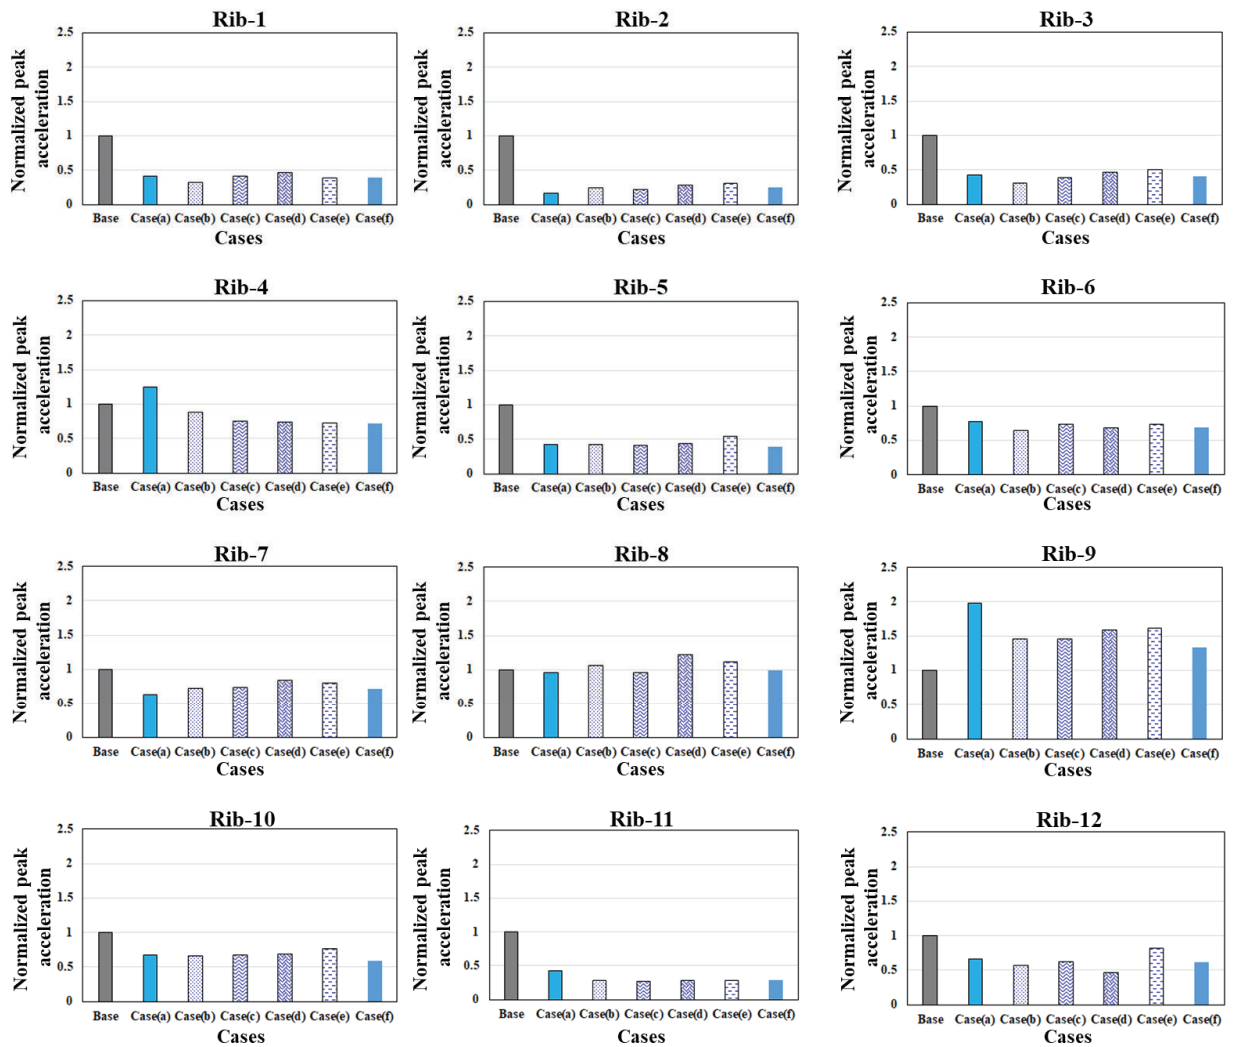 Rib-1
Normalized peak
acceleration
2.5
2
1.5
1
0.5
0
Base Case(a) Case(b) Case(c) Case(d) Case(e) Case(f)
Cases
Rib-2
Normalized peak
acceleration
2.5
2
1.5
1
0.5
0
Base Case(a) Case(b) Case(c) Case(d) Case(e) Case(f)
Cases
Rib-3
Normalized peak
acceleration
2.5
2
1.5
1
0.5
0
Base Case(a) Case(b) Case(c) Case(d) Case(e) Case(f)
Cases
Rib-4
Normalized peak
acceleration
2.5
2
1.5
1
0.5
0
Base Case(a) Case(b) Case(c) Case(d) Case(e) Case(f)
Cases
Rib-5
Normalized peak
acceleration
2.5
2
1.5
1
0.5
0
Base Case(a) Case(b) Case(c) Case(d) Case(e) Case(f)
Cases
Rib-6
Normalized peak
acceleration
2.5
2
1.5
1
0.5
0
Base Case(a) Case(b) Case(c) Case(d) Case(e) Case(f)
Cases
Rib-7
Normalized peak
acceleration
2.5
2
1.5
1
0.5
0
Base Case(a) Case(b) Case(c) Case(d) Case(e) Case(f)
Cases
Rib-8
Normalized peak
acceleration
2.5
2
1.5
1
0.5
0
Base Case(a) Case(b) Case(c) Case(d) Case(e) Case(f)
Cases
Rib-9
Normalized peak
acceleration
2.5
2
1.5
1
0.5
0
Base Case(a) Case(b) Case(c) Case(d) Case(e) Case(f)
Cases
Rib-10
Normalized peak
acceleration
2.5
2
1.5
1
0.5
0
Base Case(a) Case(b) Case(c) Case(d) Case(e) Case(f)
Cases
Rib-11
Normalized peak
acceleration
2.5
2
1.5
1
0.5
0
Base Case(a) Case(b) Case(c) Case(d) Case(e) Case(f)
Cases
Rib-12
Normalized peak
acceleration
2.5
2
1.5
1
0.5
0
Base Case(a) Case(b) Case(c) Case(d) Case(e) Case(f)
Cases